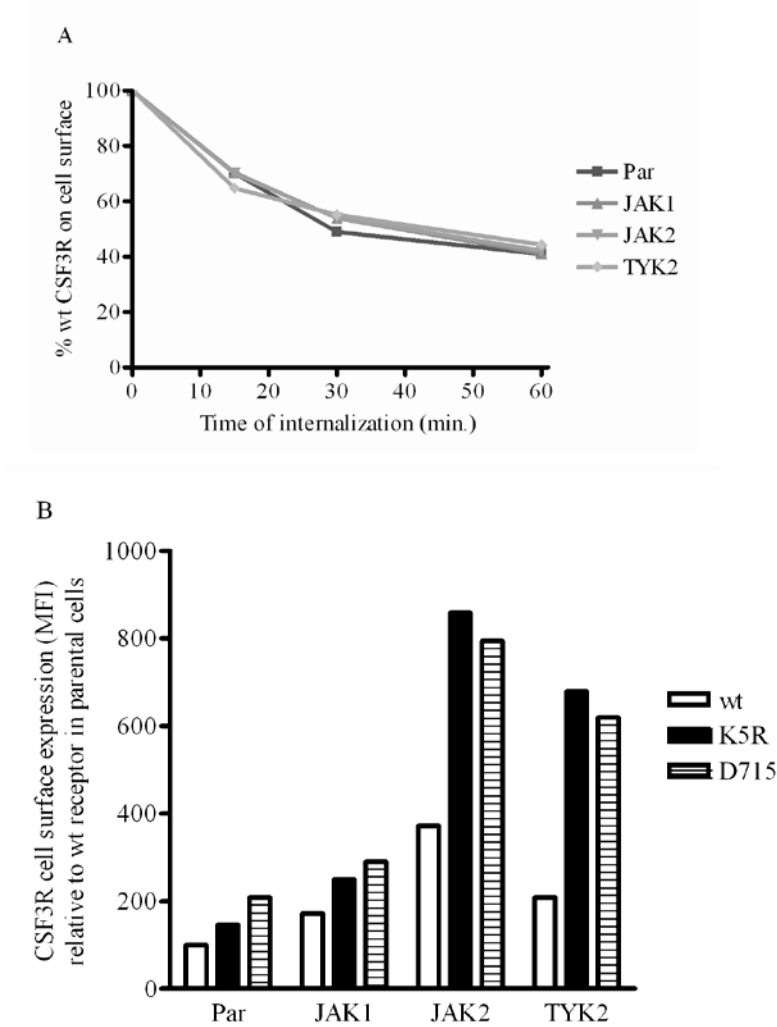 A
% wt CSF3R on cell surface
100
80
60
40
20
0
0 10 20 30 40 50 60
Time of internalization (min.)
Par
JAK1
JAK2
TYK2
B
CSF3R cell surface expression (MFI)
relative to wt receptor in parental cells
1000
800
600
400
200
0
Par JAK1 JAK2 TYK2
wt
K5R
D715